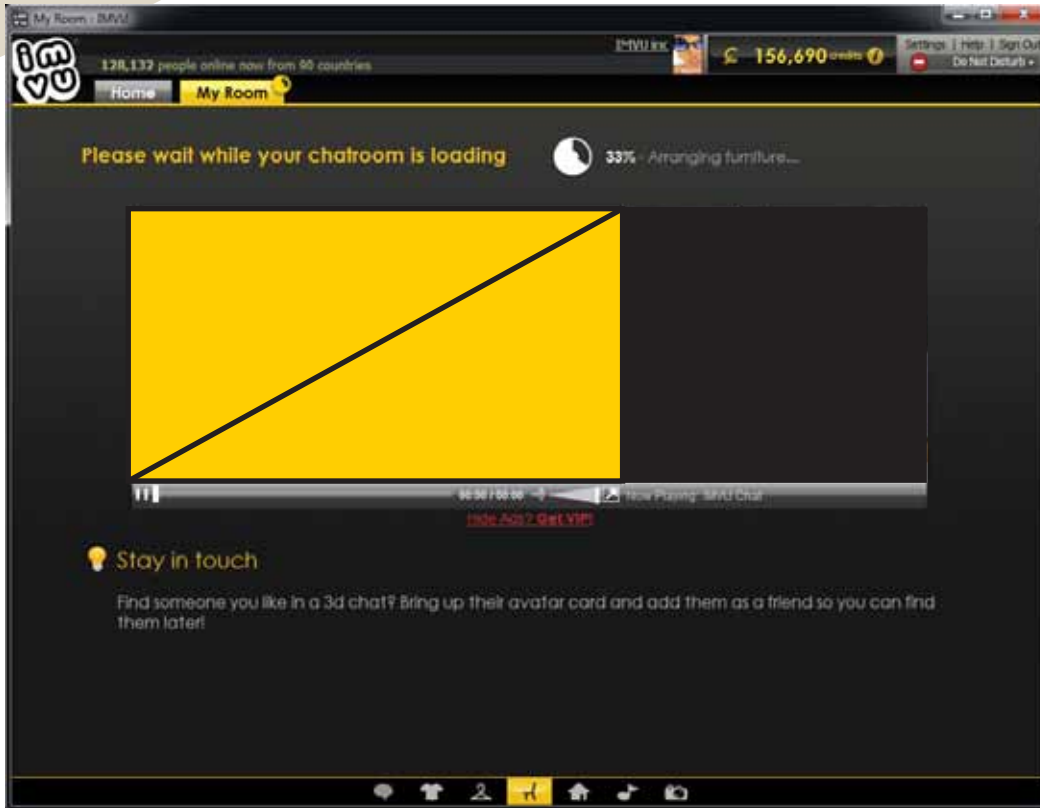 My Room : IMVU
imvu
128,132 people online now from 90 countries
IMVU inc
156,690 credits
Settings | Help | Sign Out
Do Not Disturb
Home
My Room
Please wait while your chatroom is loading
33% - Arranging furniture...
00:00 / 00:00
Now Playing: IMVU Chat
Hide Ads? Get VIP!
Stay in touch
Find someone you like in a 3d chat? Bring up their avatar card and add them as a friend so you can find
them later!